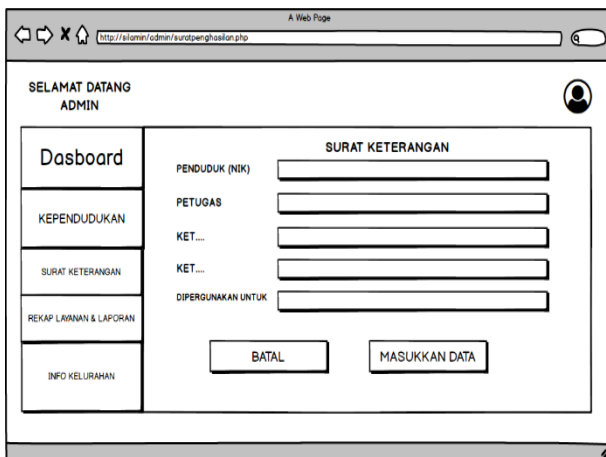 A Web Page
http://silamin/admin/suratpenghasilan.php
SELAMAT DATANG
ADMIN
Dasboard
KEPENDUDUKAN
SURAT KETERANGAN
REKAP LAYANAN & LAPORAN
INFO KELURAHAN
SURAT KETERANGAN
PENDUDUK (NIK)
PETUGAS
KET....
KET....
DIPERGUNAKAN UNTUK
BATAL
MASUKKAN DATA